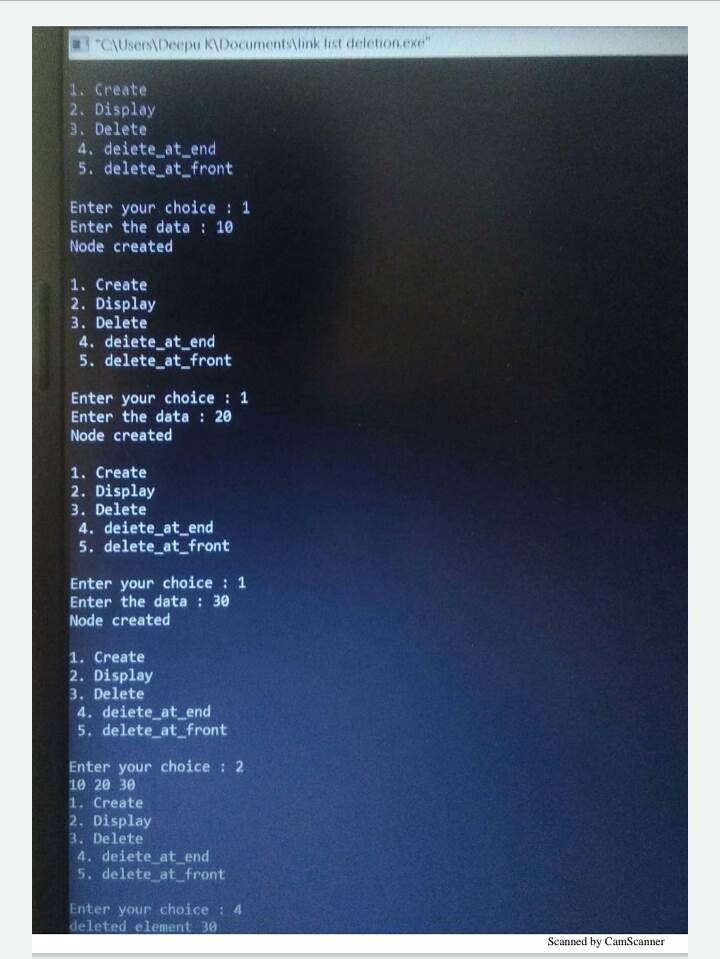 "C:\Users\Deepu K\Documents\link list deletion.exe"
1. Create
2. Display
3. Delete
4. deiete_at_end
5. delete_at_front
Enter your choice : 1
Enter the data : 10
Node created
1. Create
2. Display
3. Delete
4. deiete_at_end
5. delete_at_front
Enter your choice : 1
Enter the data : 20
Node created
1. Create
2. Display
3. Delete
4. deiete_at_end
5. delete_at_front
Enter your choice : 1
Enter the data : 30
Node created
1. Create
2. Display
3. Delete
4. deiete_at_end
5. delete_at_front
Enter your choice : 2
10 20 30
1. Create
2. Display
3. Delete
4. deiete_at_end
5. delete_at_front
Enter your choice : 4
deleted element 30
Scanned by CamScanner